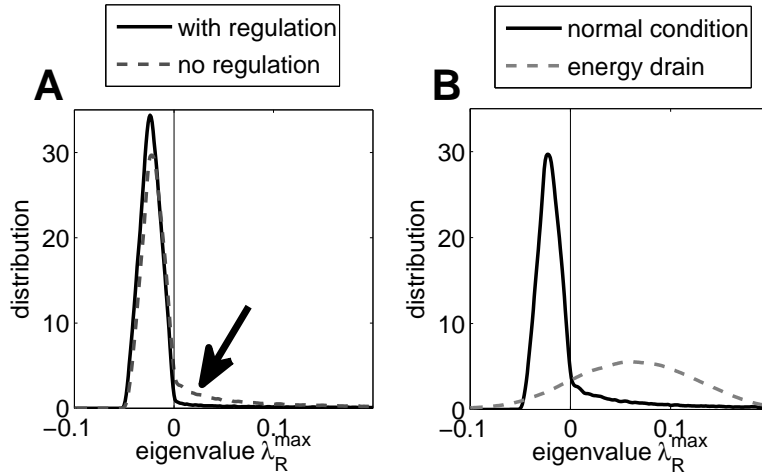 with regulation
no regulation
A
distribution
30
20
10
0
−0.1
0
0.1
eigenvalue λ_R^max
normal condition
energy drain
B
distribution
30
20
10
0
−0.1
0
0.1
eigenvalue λ_R^max